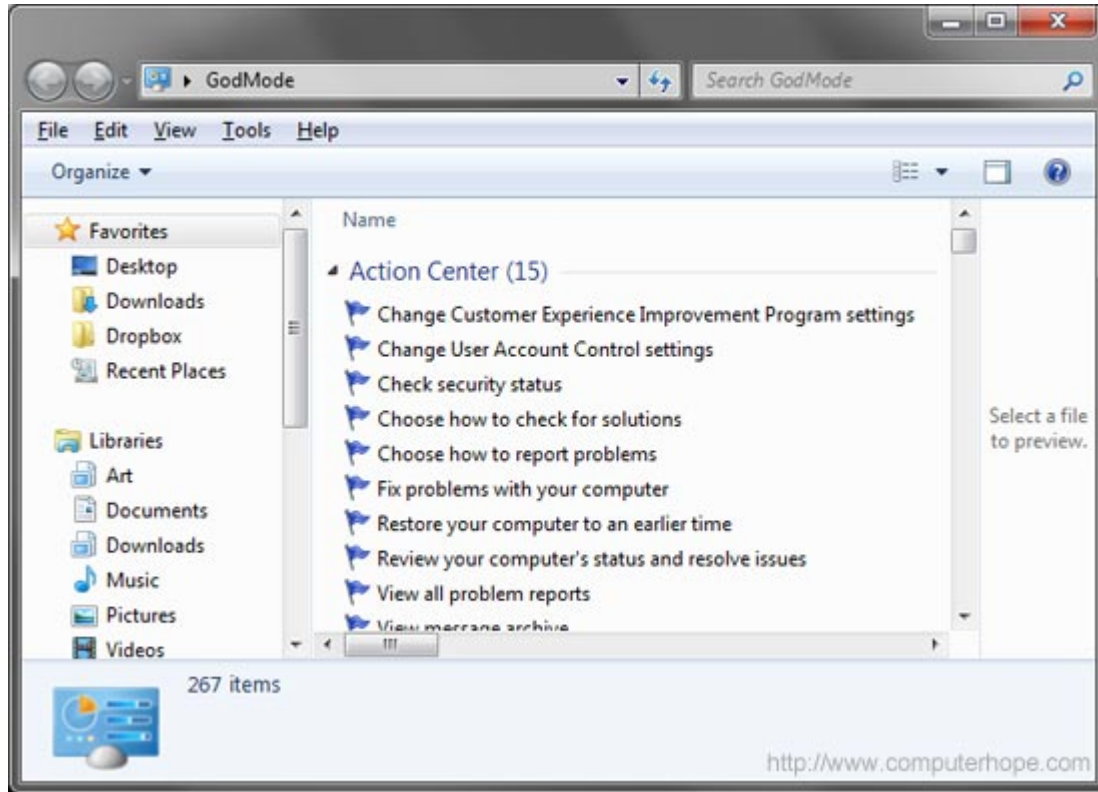 GodMode
Search GodMode
File Edit View Tools Help
Organize
Favorites
Desktop
Downloads
Dropbox
Recent Places
Libraries
Art
Documents
Downloads
Music
Pictures
Videos
Name
Action Center (15)
Change Customer Experience Improvement Program settings
Change User Account Control settings
Check security status
Choose how to check for solutions
Choose how to report problems
Fix problems with your computer
Restore your computer to an earlier time
Review your computer's status and resolve issues
View all problem reports
View message archive
Select a file
to preview.
267 items
http://www.computerhope.com